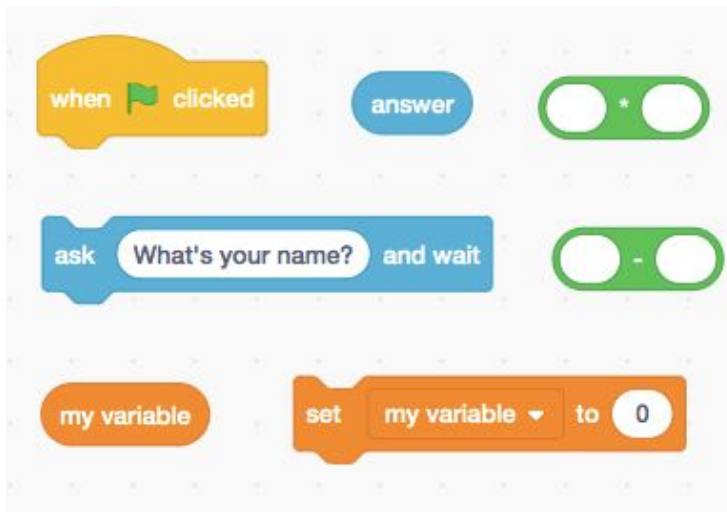 when clicked
answer
*
ask What's your name? and wait
-
my variable
set my variable to 0